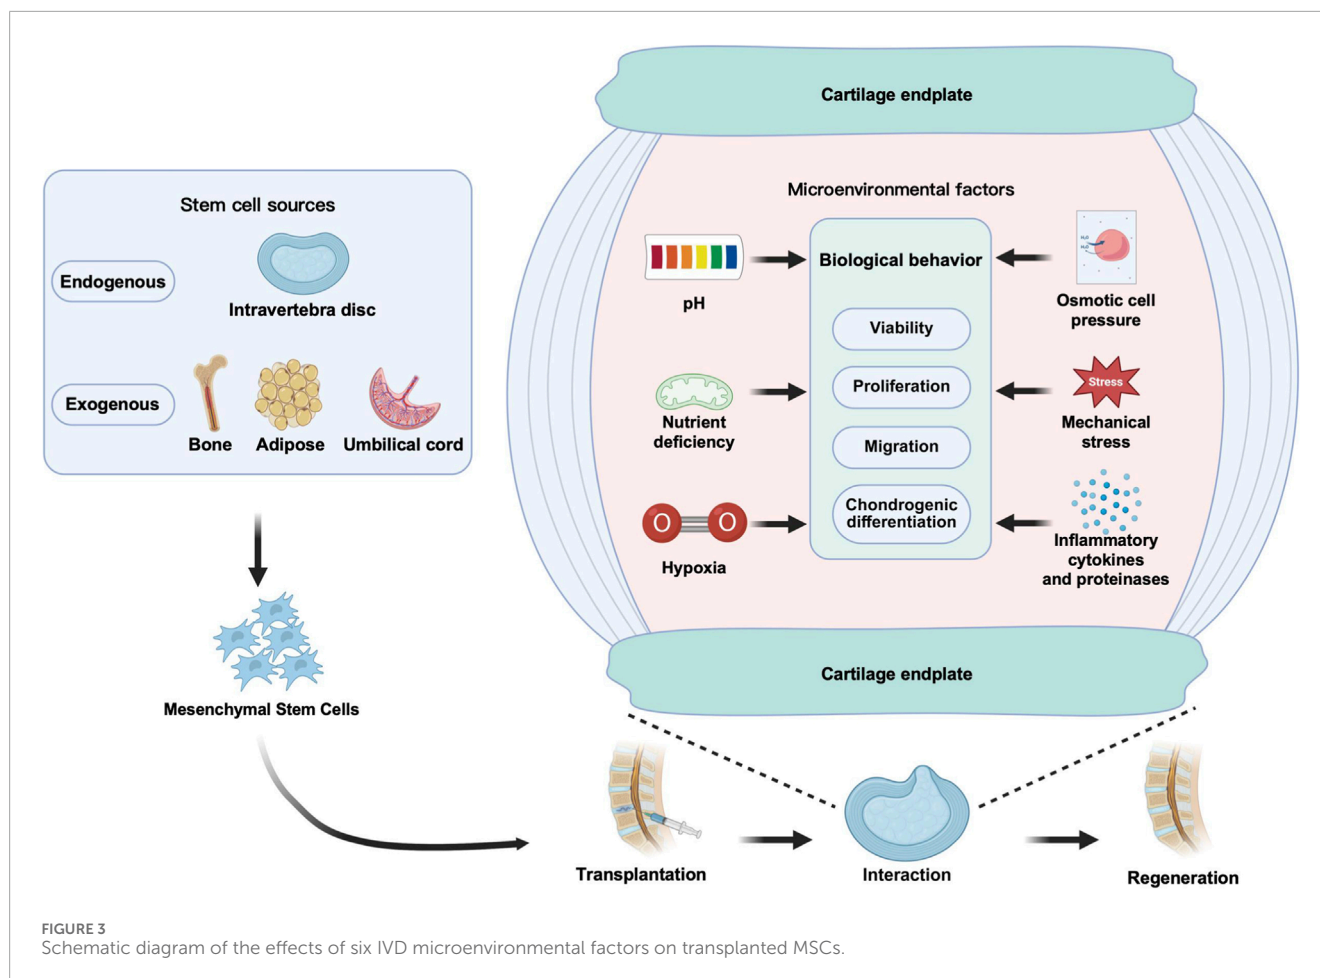 Stem cell sources
Endogenous
Intravertebra disc
Exogenous
Bone
Adipose
Umbilical cord
Mesenchymal Stem Cells
Cartilage endplate
Microenvironmental factors
pH
Nutrient
deficiency
O
O
Hypoxia
Biological behavior
Viability
Proliferation
Migration
Chondrogenic
differentiation
H₂O
H₂O
Osmotic cell
pressure
Stress
Mechanical
stress
Inflammatory
cytokines
and proteinases
Cartilage endplate
Transplantation
Interaction
Regeneration
FIGURE 3
Schematic diagram of the effects of six IVD microenvironmental factors on transplanted MSCs.